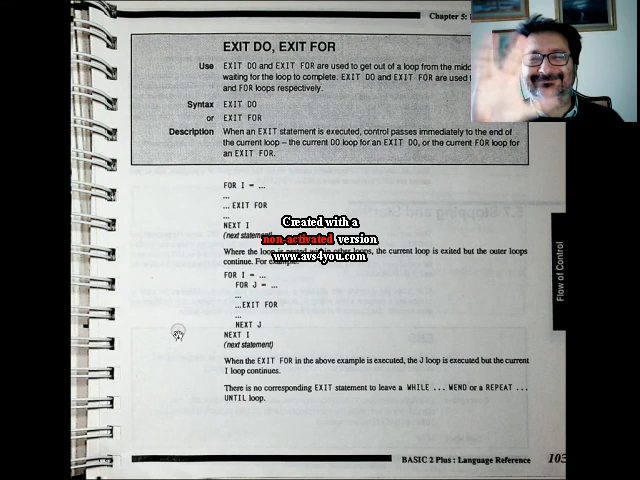 Chapter 5:
EXIT DO, EXIT FOR
Use EXIT DO and EXIT FOR are used to get out of a loop from the
waiting for the loop to complete. EXIT DO and EXIT FOR are used
and FOR loops respectively.
Syntax EXIT DO
or EXIT FOR
Description When an EXIT statement is executed, control passes immediately to the end of
the current loop – the current DO loop for an EXIT DO, or the current FOR loop for
an EXIT FOR.
FOR I = ...
...
... EXIT FOR
...
NEXT I
(next statement)
Created with a
non-activated version
www.avs4you.com
Where the loop is nested within other loops, the current loop is exited but the outer loops
continue. For example:
FOR I = ...
FOR J = ...
...
...EXIT FOR
...
NEXT J
NEXT I
(next statement)
When the EXIT FOR in the above example is executed, the J loop is executed but the current
I loop continues.
There is no corresponding EXIT statement to leave a WHILE ... WEND or a REPEAT ...
UNTIL loop.
Flow of Control
BASIC 2 Plus : Language Reference 103